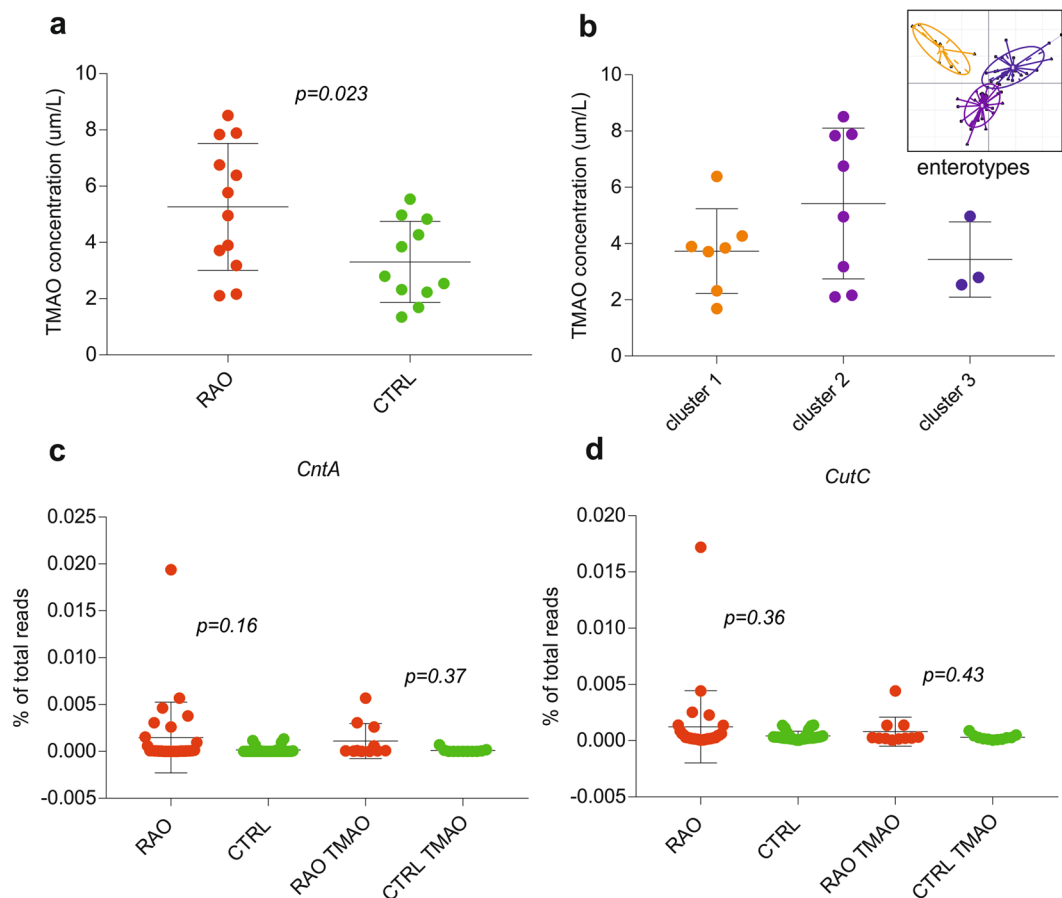 a
p=0.023
TMAO concentration (um/L)
10
8
6
4
2
0
RAO
CTRL
b
enterotypes
TMAO concentration (um/L)
10
8
6
4
2
0
cluster 1
cluster 2
cluster 3
c
CntA
% of total reads
0.025
0.020
0.015
0.010
0.005
0.000
-0.005
p=0.16
p=0.37
RAO
CTRL
RAO TMAO
CTRL TMAO
d
CutC
% of total reads
0.020
0.015
0.010
0.005
0.000
-0.005
p=0.36
p=0.43
RAO
CTRL
RAO TMAO
CTRL TMAO